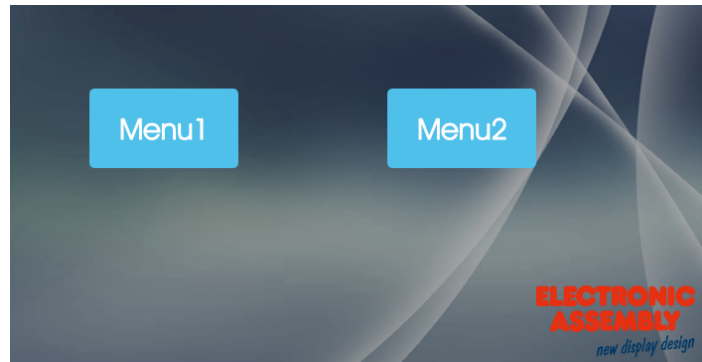 Menu1
Menu2
ELECTRONIC
ASSEMBLY
new display design